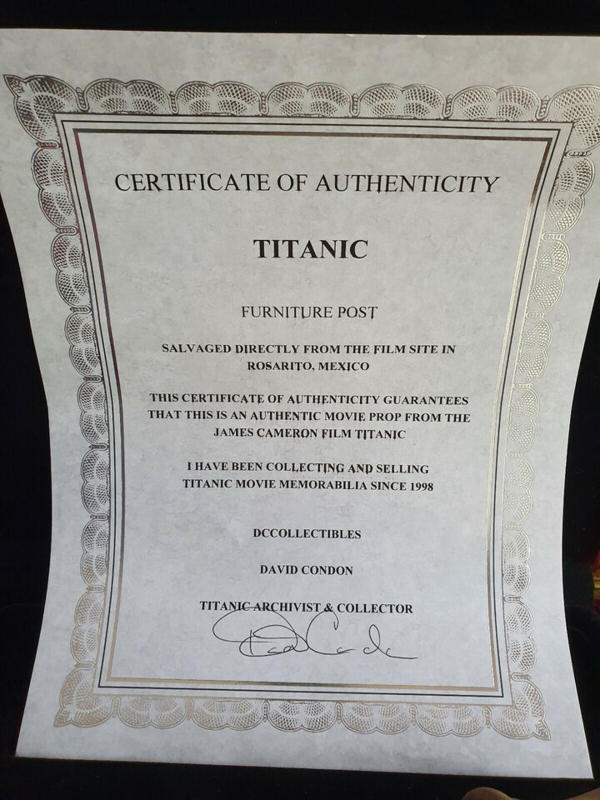 CERTIFICATE OF AUTHENTICITY
TITANIC
FURNITURE POST
SALVAGED DIRECTLY FROM THE FILM SITE IN
ROSARITO, MEXICO
THIS CERTIFICATE OF AUTHENTICITY GUARANTEES
THAT THIS IS AN AUTHENTIC MOVIE PROP FROM THE
JAMES CAMERON FILM TITANIC
I HAVE BEEN COLLECTING AND SELLING
TITANIC MOVIE MEMORABILIA SINCE 1998
DCCOLLECTIBLES
DAVID CONDON
TITANIC ARCHIVIST & COLLECTOR